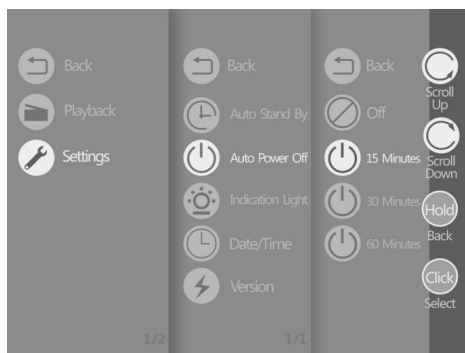 Back
Playback
Settings
1/2
Back
Auto Stand By
Auto Power Off
Indication Light
Date/Time
Version
1/1
Back
Off
15 Minutes
30 Minutes
60 Minutes
Scroll
Up
Scroll
Down
Hold
Back
Click
Select